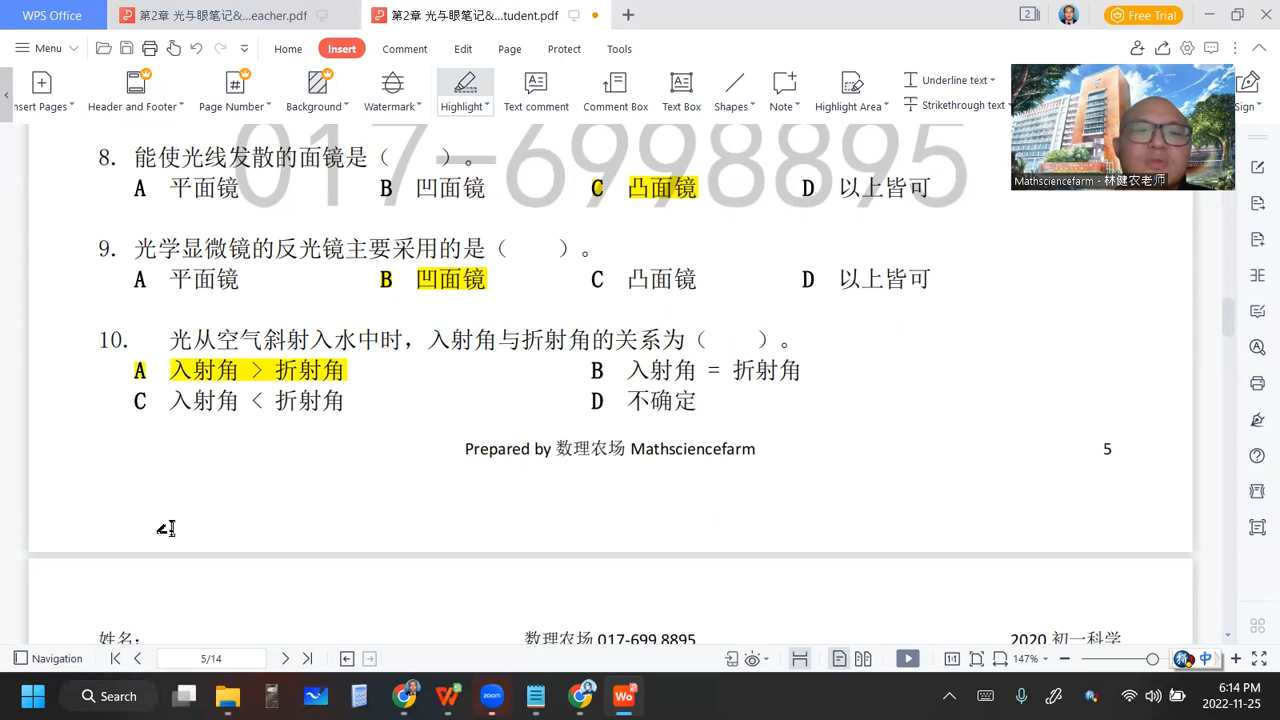 WPS Office
第2章 光与眼笔记&...eacher.pdf
第2章 光与眼笔记&...tudent.pdf
2
Free Trial
Menu
Home
Insert
Comment
Edit
Page
Protect
Tools
nsert Pages
Header and Footer
Page Number
Background
Watermark
Highlight
Text comment
Comment Box
Text Box
Shapes
Note
Highlight Area
Underline text
Strikethrough text
Sign
Mathsciencefarm - 林健农老师
017-6998895
8. 能使光线发散的面镜是（ ）。
A 平面镜 B 凹面镜 C 凸面镜 D 以上皆可
9. 光学显微镜的反光镜主要采用的是（ ）。
A 平面镜 B 凹面镜 C 凸面镜 D 以上皆可
10. 光从空气斜射入水中时，入射角与折射角的关系为（ ）。
A 入射角 > 折射角 B 入射角 = 折射角
C 入射角 < 折射角 D 不确定
Prepared by 数理农场 Mathsciencefarm 5
姓名: 数理农场 017-699 8895 2020 初一科学
Navigation
5/14
1:1
147%
中
Search
zoom
Wo
6:14 PM
2022-11-25